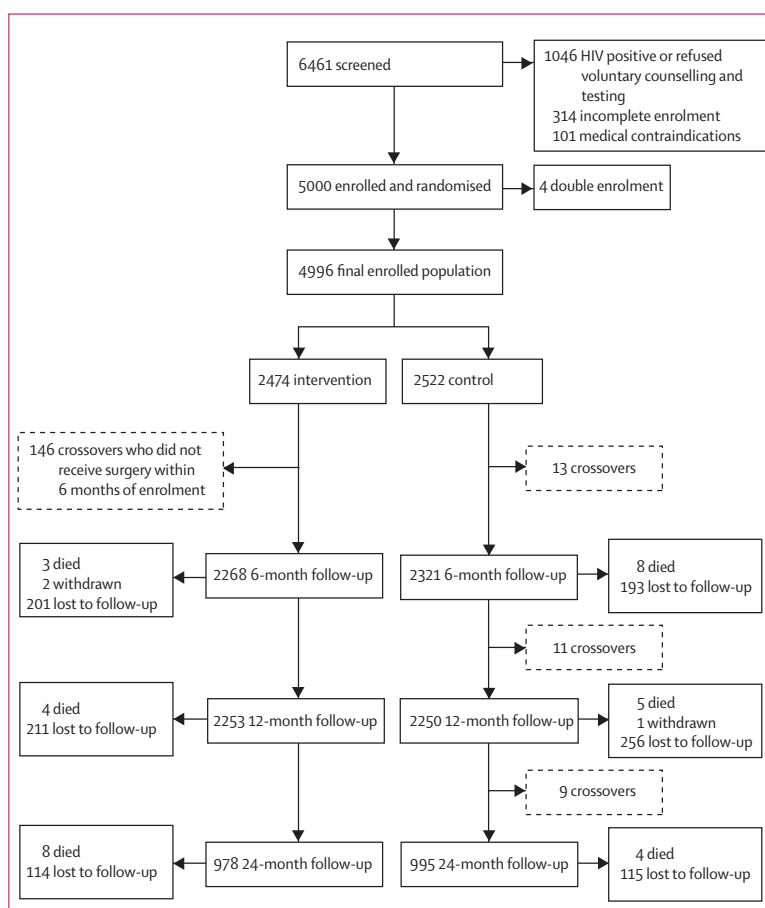 6461 screened
1046 HIV positive or refused
voluntary counselling and
testing
314 incomplete enrolment
101 medical contraindications
5000 enrolled and randomised
4 double enrolment
4996 final enrolled population
2474 intervention
2522 control
146 crossovers who did not
receive surgery within
6 months of enrolment
13 crossovers
3 died
2 withdrawn
201 lost to follow-up
2268 6-month follow-up
2321 6-month follow-up
8 died
193 lost to follow-up
11 crossovers
4 died
211 lost to follow-up
2253 12-month follow-up
2250 12-month follow-up
5 died
1 withdrawn
256 lost to follow-up
9 crossovers
8 died
114 lost to follow-up
978 24-month follow-up
995 24-month follow-up
4 died
115 lost to follow-up